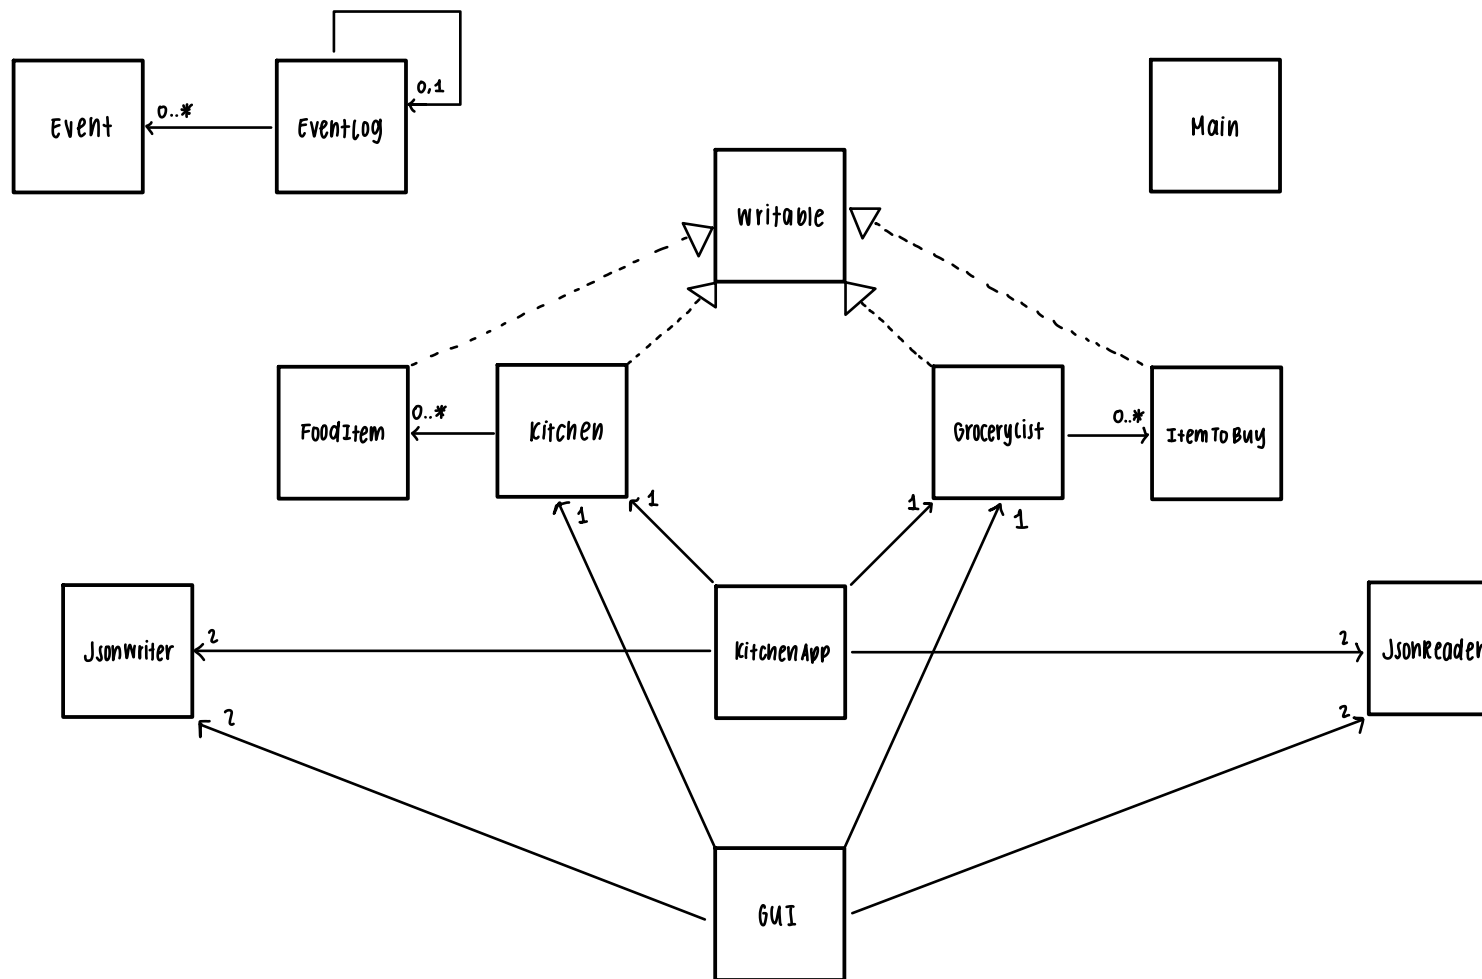 0,1
0..*
Event
EventLog
Main
Writable
0..*
0..*
FoodItem
Kitchen
GroceryList
ItemToBuy
1
1
1
1
2
2
JsonWriter
KitchenApp
JsonReader
2
2
GUI